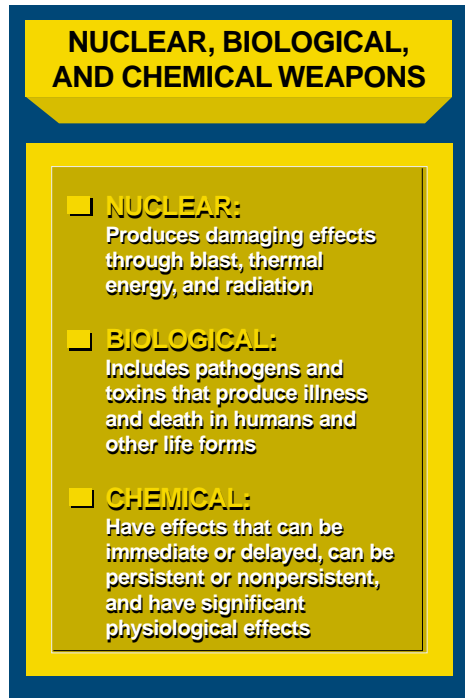 NUCLEAR, BIOLOGICAL,
AND CHEMICAL WEAPONS
NUCLEAR:
Produces damaging effects
through blast, thermal
energy, and radiation
BIOLOGICAL:
Includes pathogens and
toxins that produce illness
and death in humans and
other life forms
CHEMICAL:
Have effects that can be
immediate or delayed, can be
persistent or nonpersistent,
and have significant
physiological effects